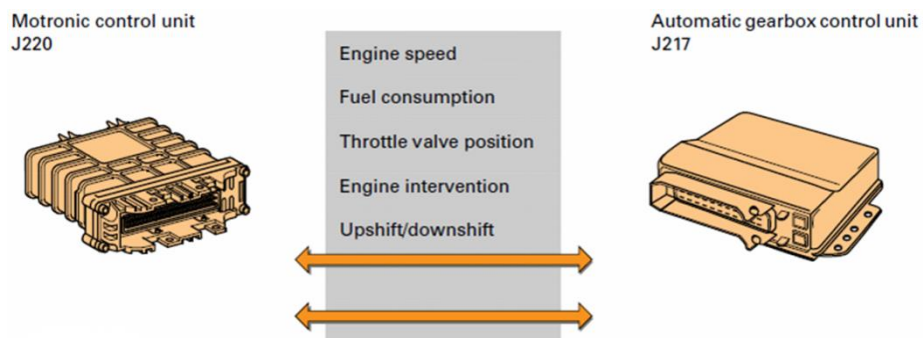 Motronic control unit
J220
Engine speed
Fuel consumption
Throttle valve position
Engine intervention
Upshift/downshift
Automatic gearbox control unit
J217